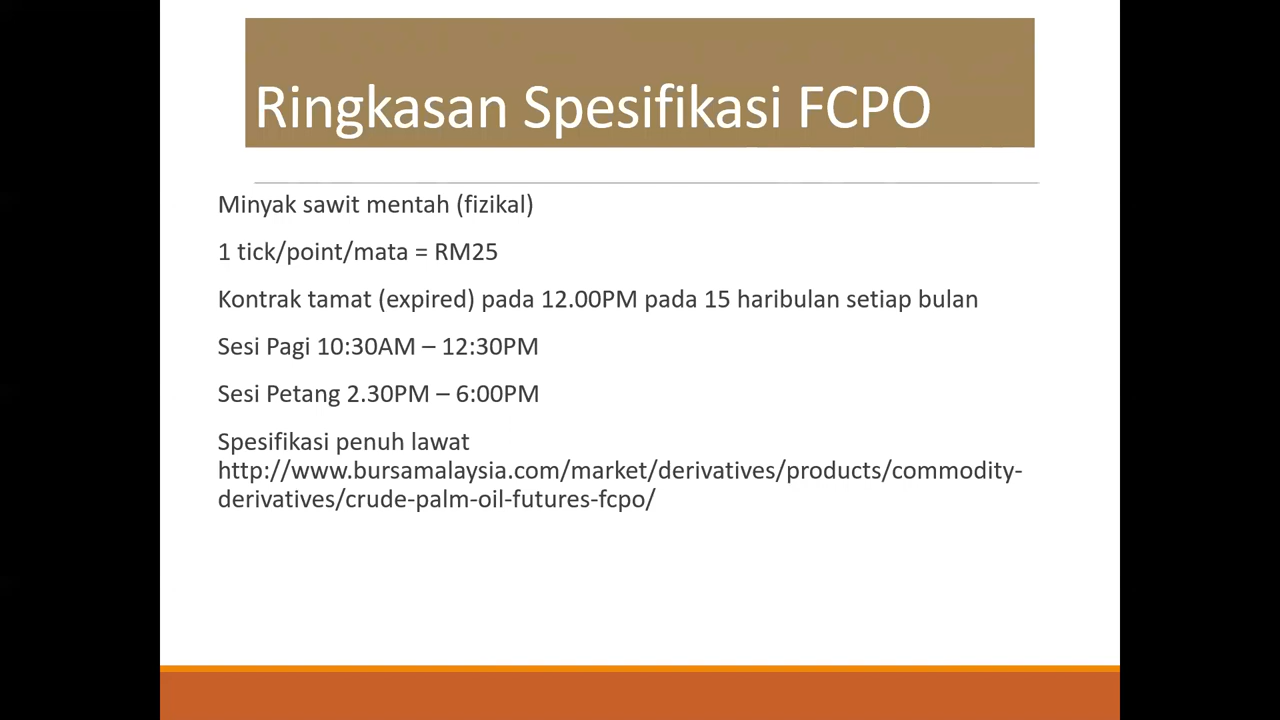 Ringkasan Spesifikasi FCPO
Minyak sawit mentah (fizikal)
1 tick/point/mata = RM25
Kontrak tamat (expired) pada 12.00PM pada 15 haribulan setiap bulan
Sesi Pagi 10:30AM – 12:30PM
Sesi Petang 2.30PM – 6:00PM
Spesifikasi penuh lawat
http://www.bursamalaysia.com/market/derivatives/products/commodity-
derivatives/crude-palm-oil-futures-fcpo/